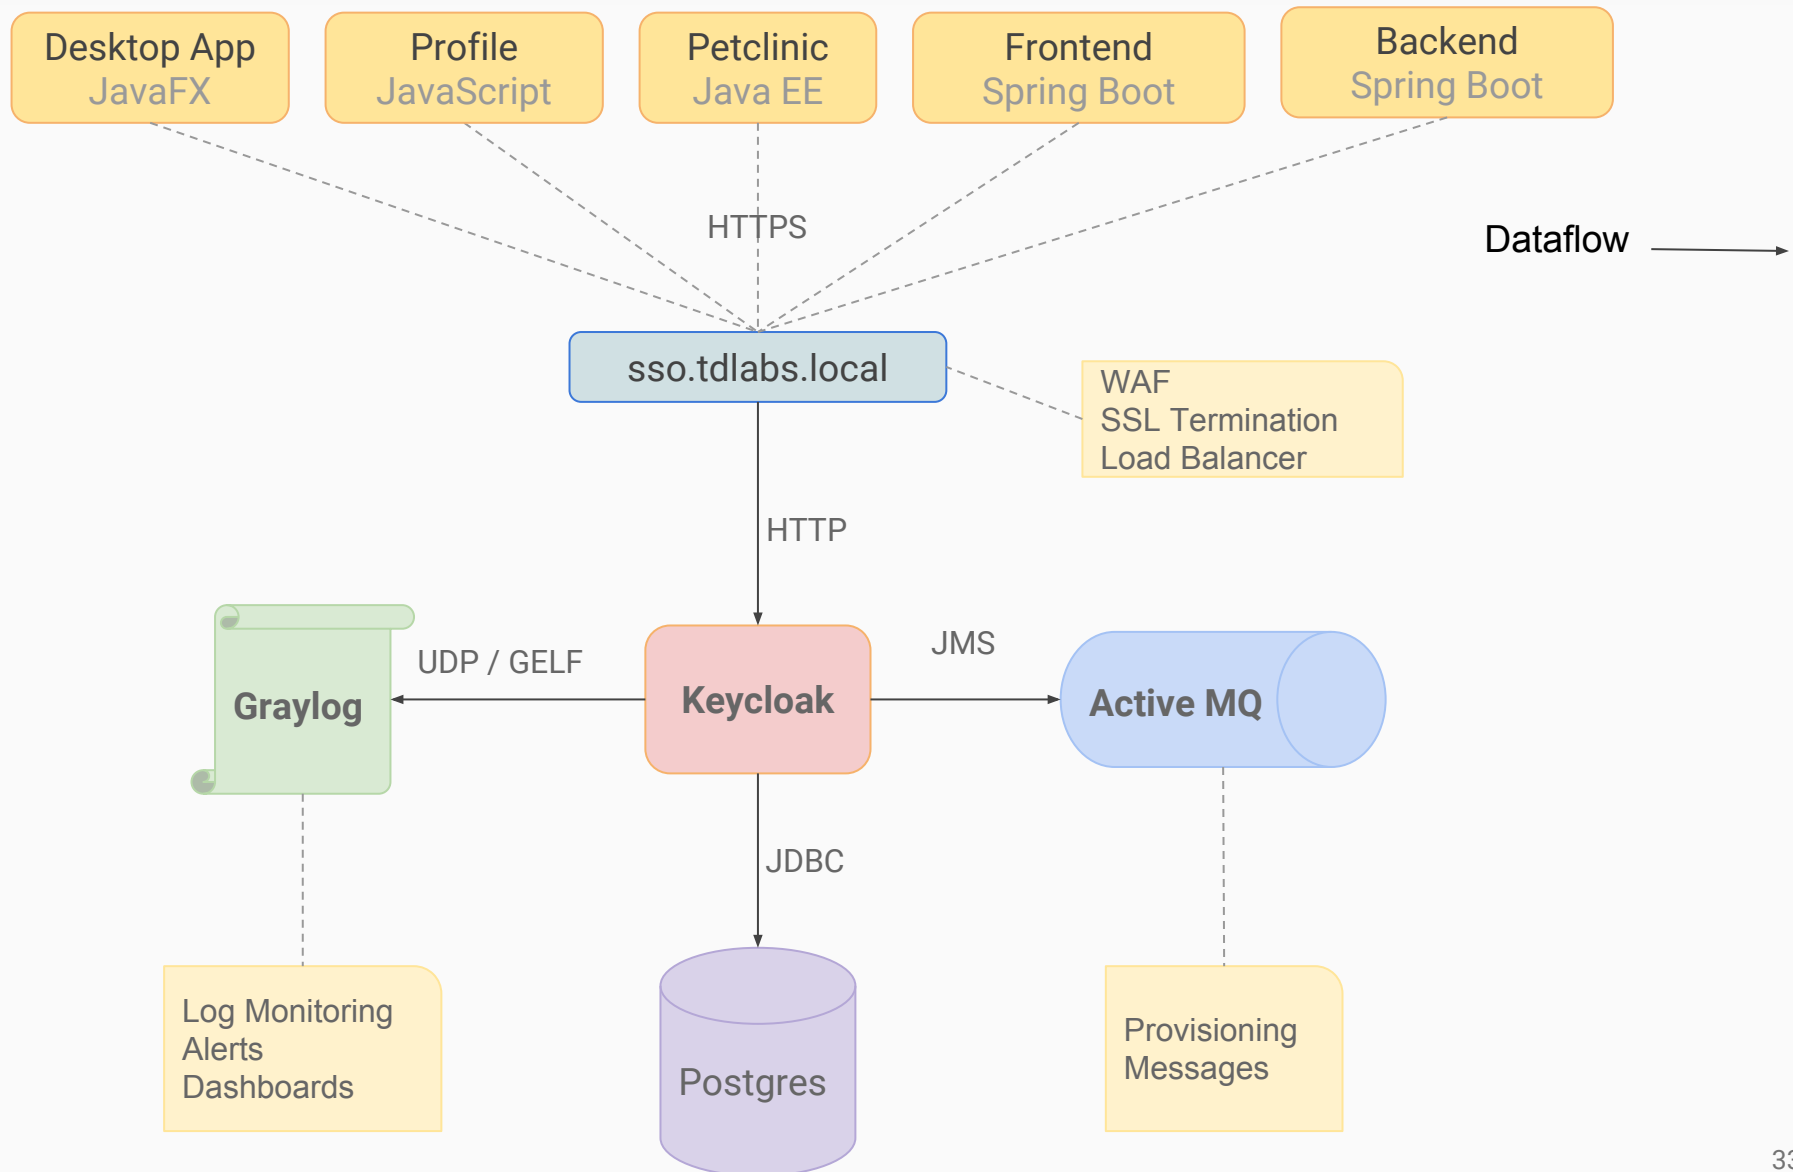 Desktop App
JavaFX
Profile
JavaScript
Petclinic
Java EE
Frontend
Spring Boot
Backend
Spring Boot
HTTPS
Dataflow
sso.tdlabs.local
WAF
SSL Termination
Load Balancer
HTTP
Graylog
UDP / GELF
Keycloak
JMS
Active MQ
JDBC
Log Monitoring
Alerts
Dashboards
Postgres
Provisioning
Messages
33